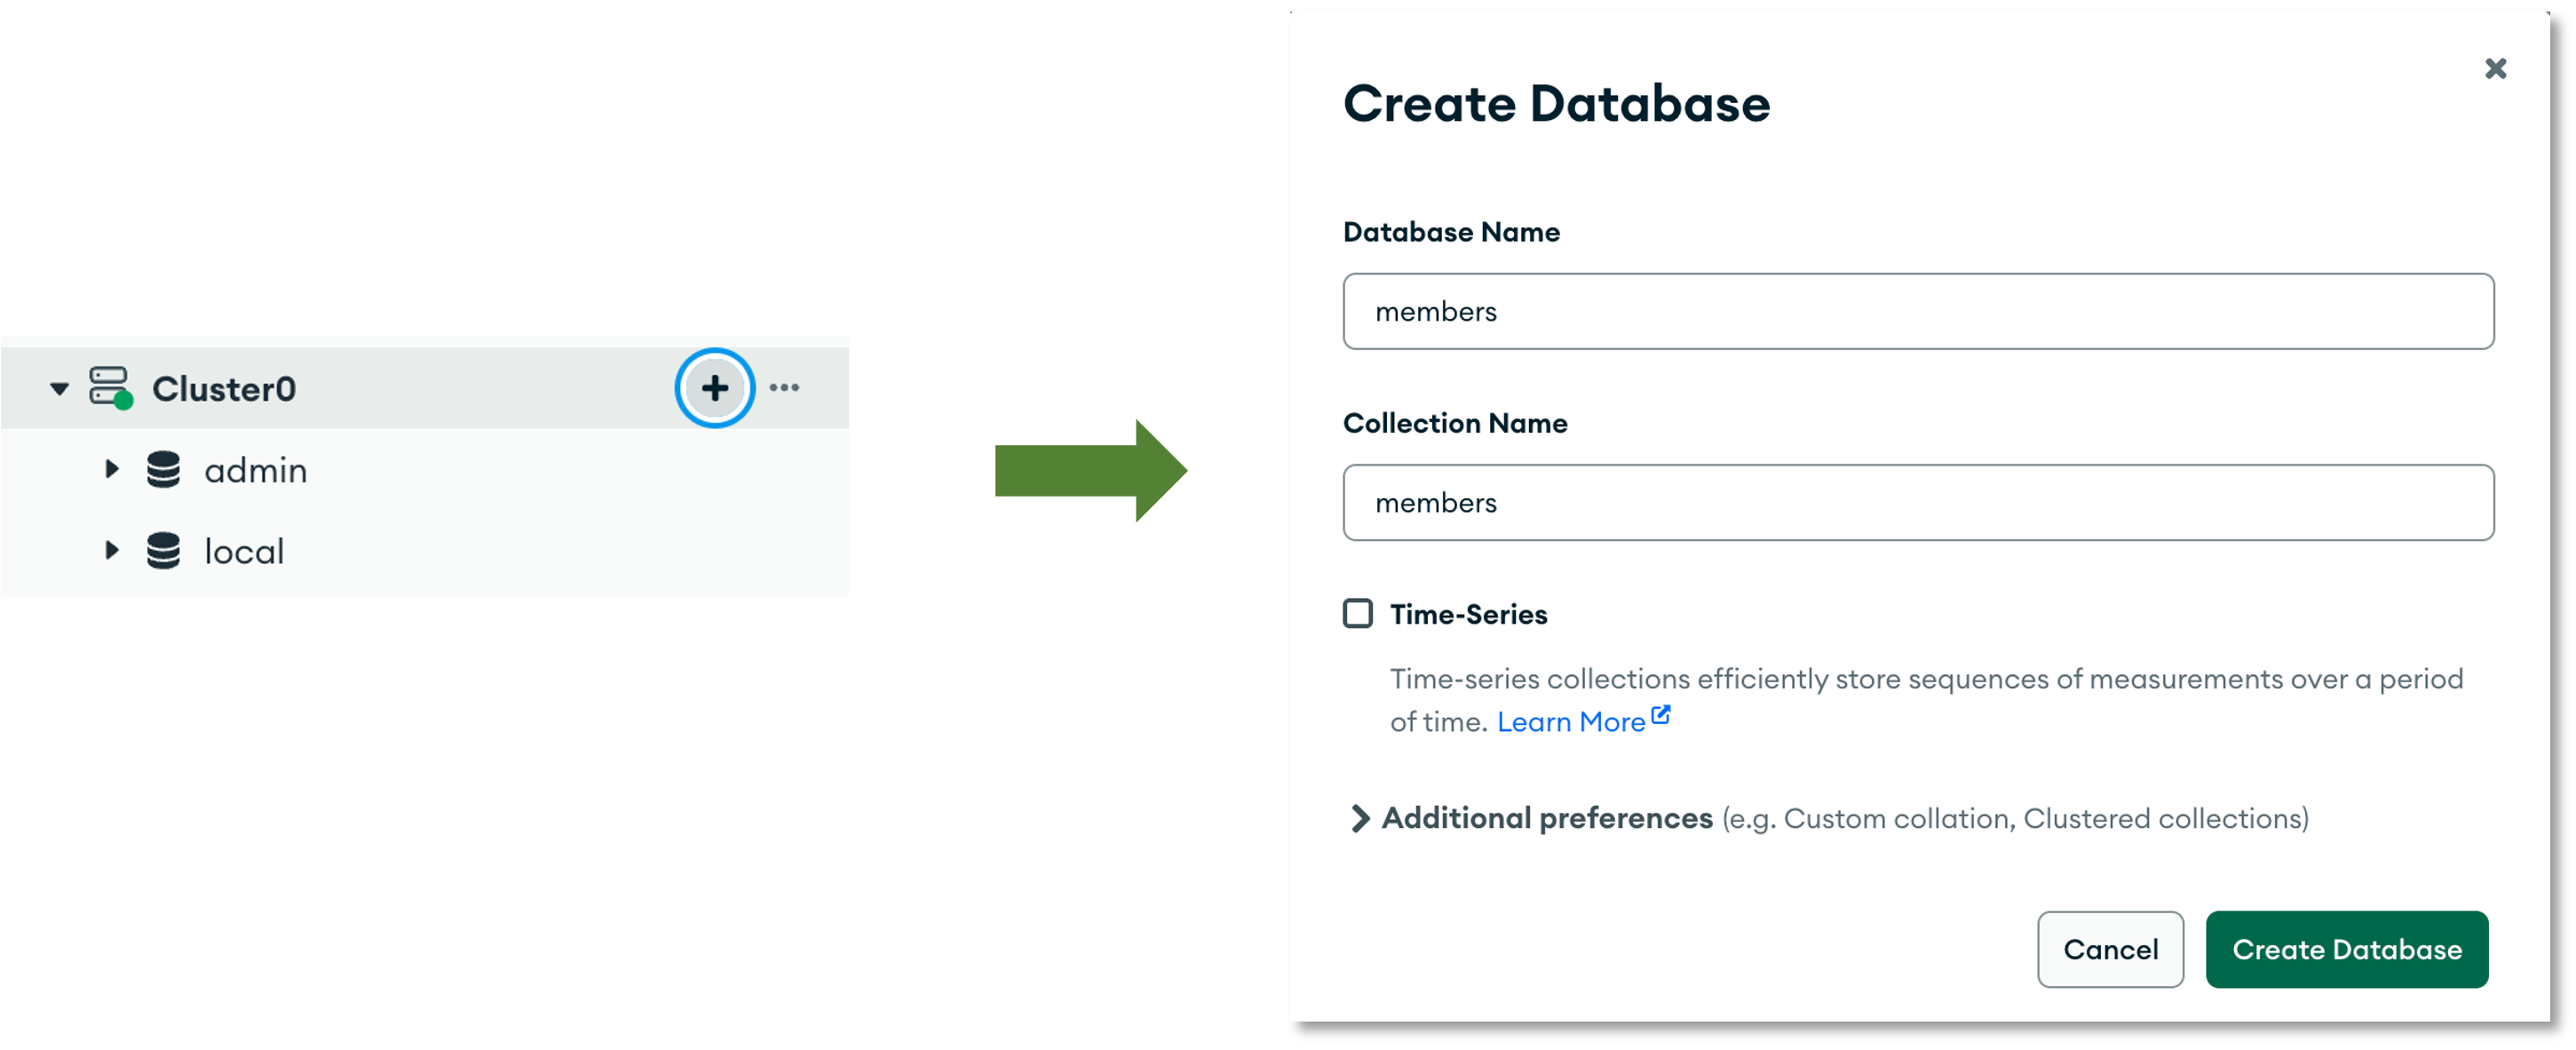 Cluster0
admin
local
Create Database
Database Name
members
Collection Name
members
Time-Series
Time-series collections efficiently store sequences of measurements over a period
of time. Learn More
Additional preferences (e.g. Custom collation, Clustered collections)
Cancel
Create Database